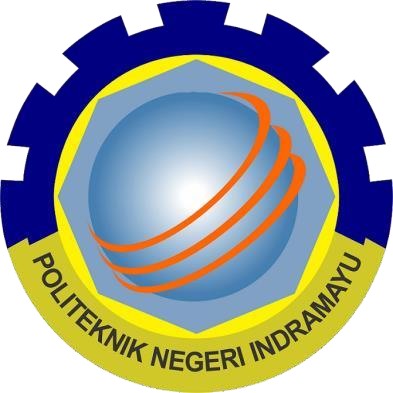 POLITEKNIK NEGERI INDRAMAYU